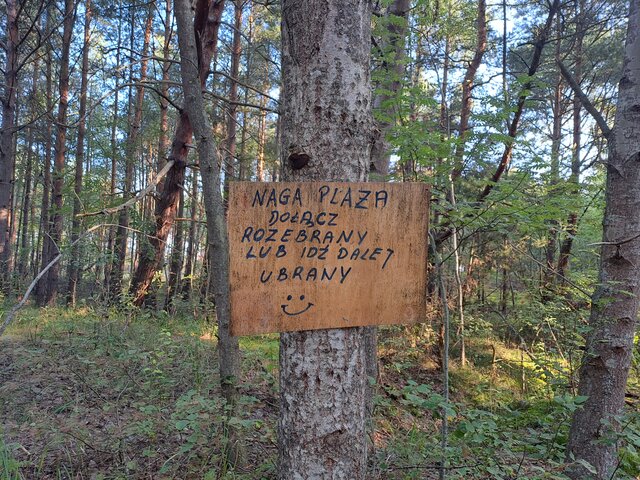 NAGA PLAŻA
DOŁĄCZ
ROZEBRANY
LUB IDŹ DALEJ
UBRANY